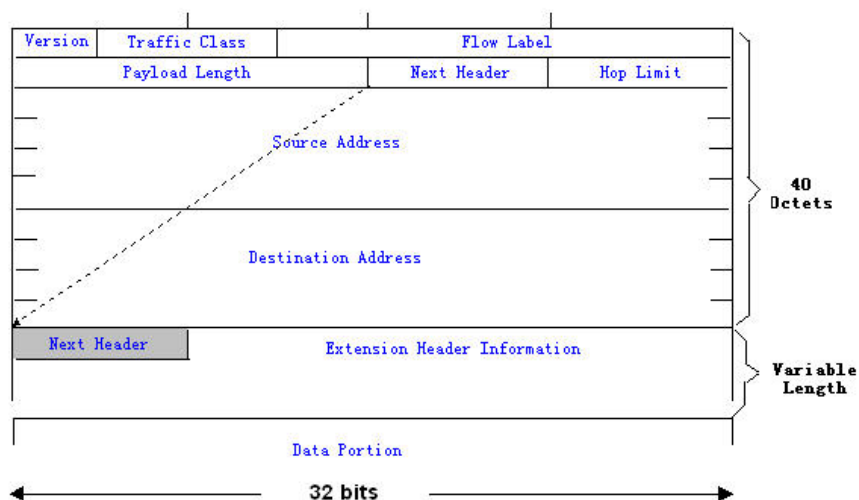 Version
Traffic Class
Flow Label
Payload Length
Next Header
Hop Limit
Source Address
40
Octets
Destination Address
Next Header
Extension Header Information
Variable
Length
Data Portion
32 bits